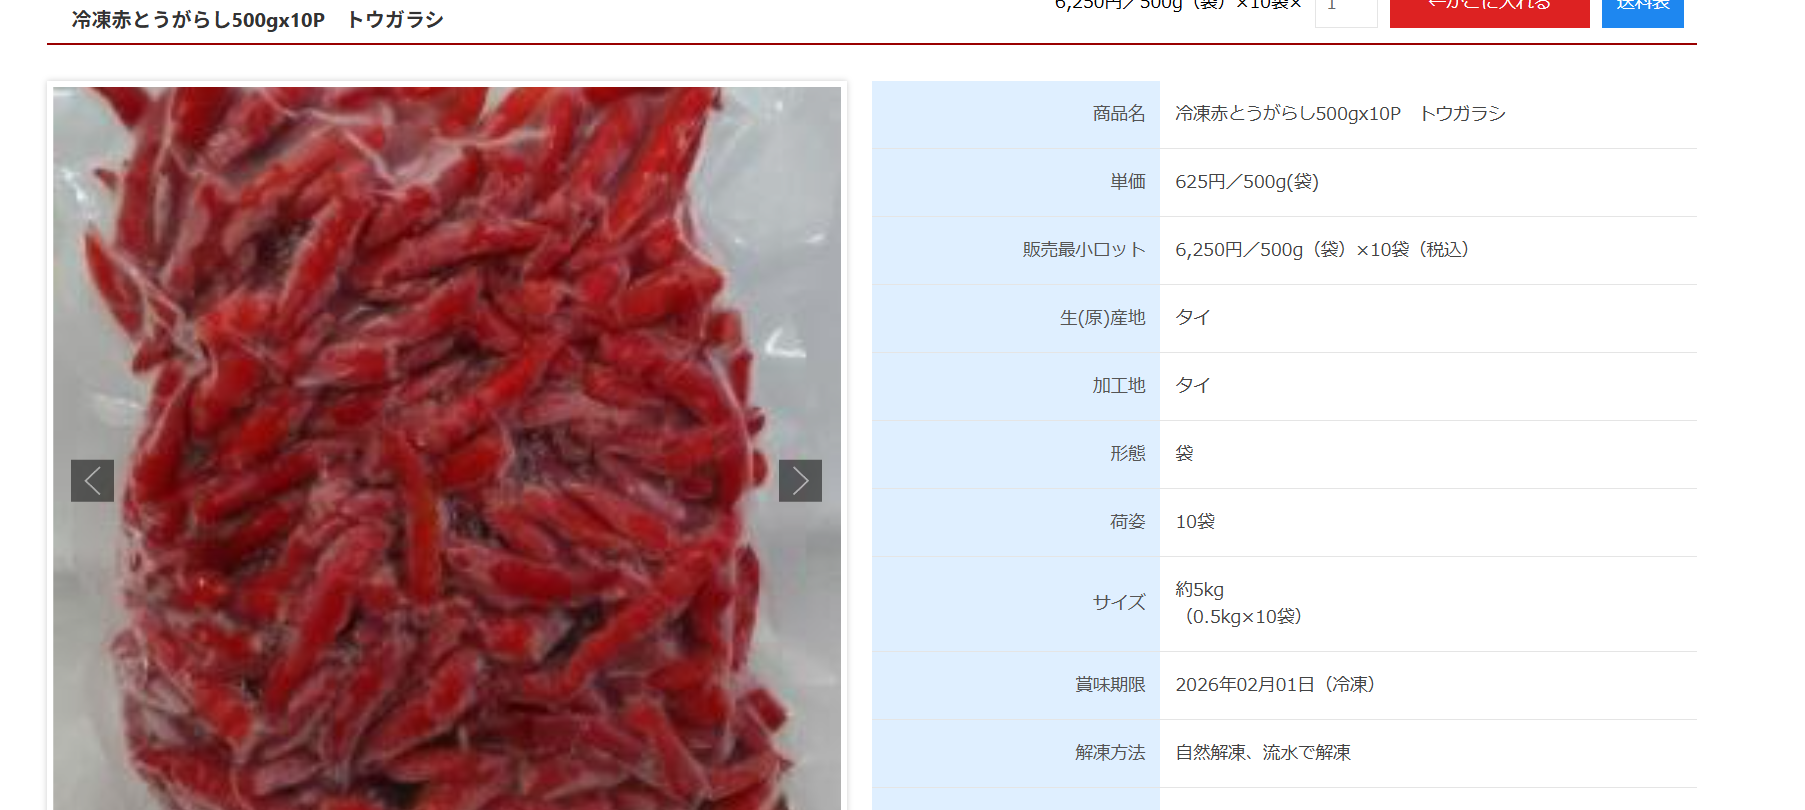 冷凍赤とうがらし500gx10P　トウガラシ
6,250円／500g（袋）×10袋×
1
←かごに入れる
送料表
商品名
冷凍赤とうがらし500gx10P　トウガラシ
単価
625円／500g(袋)
販売最小ロット
6,250円／500g（袋）×10袋（税込）
生(原)産地
タイ
加工地
タイ
形態
袋
荷姿
10袋
サイズ
約5kg
（0.5kg×10袋）
賞味期限
2026年02月01日（冷凍）
解凍方法
自然解凍、流水で解凍